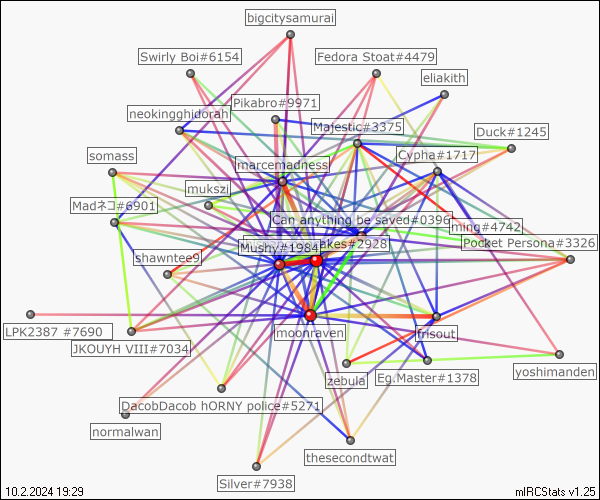 bigcitysamurai
Swirly Boi#6154
Fedora Stoat#4479
eliakith
Pikabro#9971
neokingghidorah
Majestic#3375
Duck#1245
somass
Cypha#1717
marcemadness
mukszi
Madネコ#6901
Can anything be saved#0396
ming#4742
Mushy#1984
akes#2928
Pocket Persona#3326
shawntee9
LPK2387 #7690
moonraven
frisout
JKOUYH VIII#7034
zebula
Eg.Master#1378
yoshimanden
DacobDacob hORNY police#5271
normalwan
thesecondtwat
Silver#7938
10.2.2024 19:29
mIRCStats v1.25